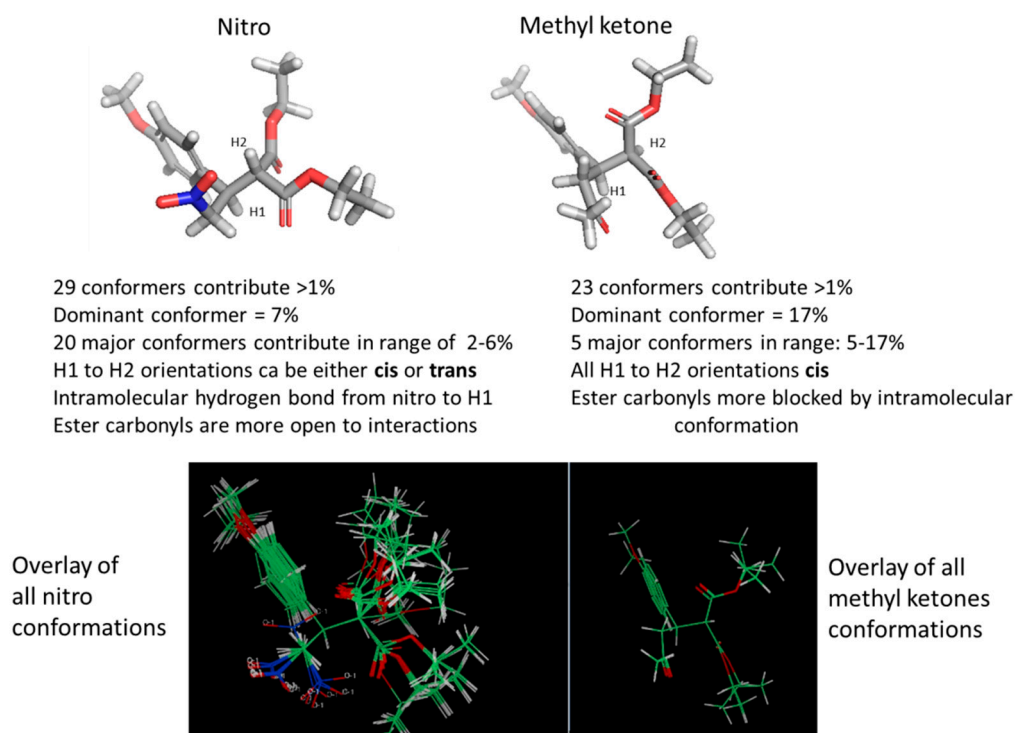 Nitro
Methyl ketone
H2
H1
H2
H1
29 conformers contribute >1%
Dominant conformer = 7%
20 major conformers contribute in range of 2-6%
H1 to H2 orientations ca be either cis or trans
Intramolecular hydrogen bond from nitro to H1
Ester carbonyls are more open to interactions
23 conformers contribute >1%
Dominant conformer = 17%
5 major conformers in range: 5-17%
All H1 to H2 orientations cis
Ester carbonyls more blocked by intramolecular
conformation
Overlay of
all nitro
conformations
Overlay of all
methyl ketones
conformations